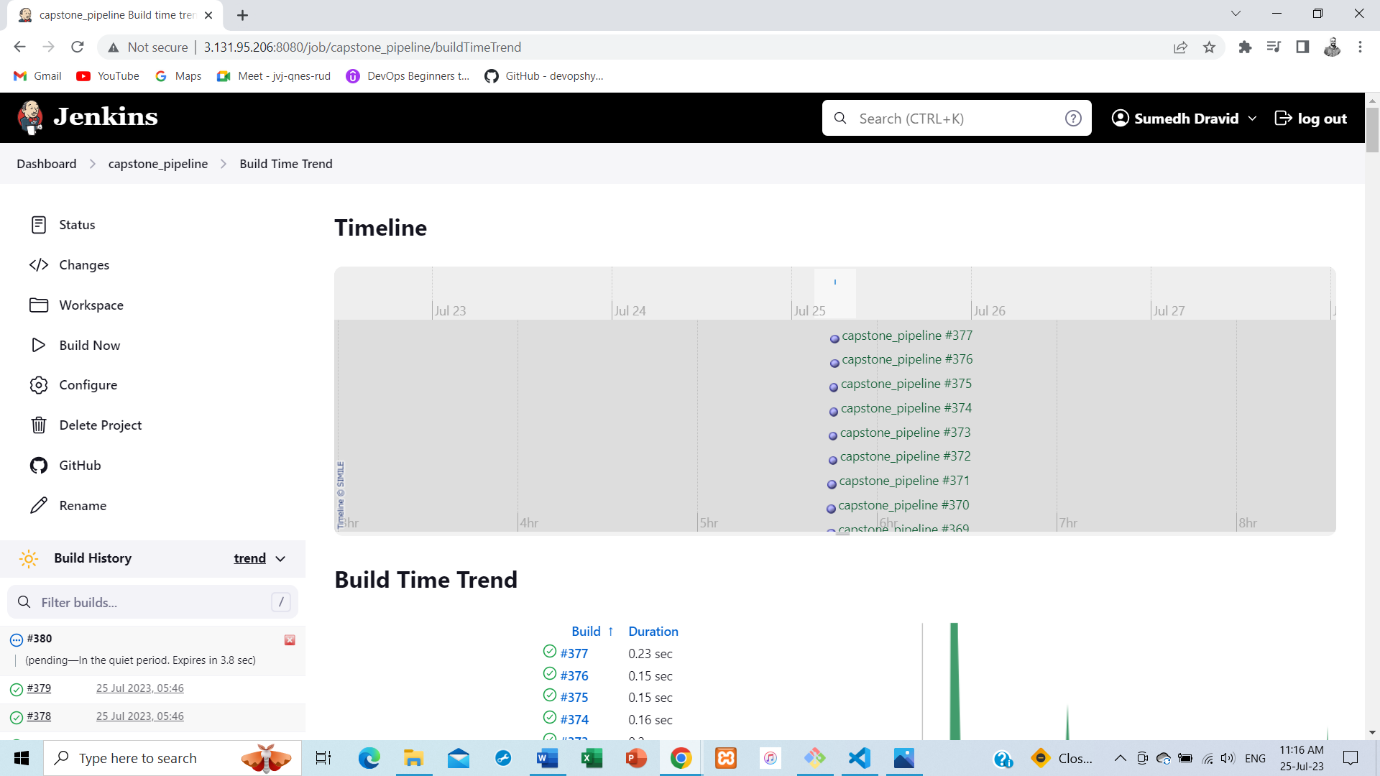 capstone_pipeline Build time tren
Not secure 3.131.95.206:8080/job/capstone_pipeline/buildTimeTrend
Gmail YouTube Maps Meet - jvj-qnes-rud DevOps Beginners t... GitHub - devopshy...
Jenkins Search (CTRL+K) ? Sumedh Dravid log out
Dashboard capstone_pipeline Build Time Trend
Status
Changes
Workspace
Build Now
Configure
Delete Project
GitHub
Rename
Build History trend
Filter builds... /
#380
(pending—In the quiet period. Expires in 3.8 sec)
#379 25 Jul 2023, 05:46
#378 25 Jul 2023, 05:46
Timeline
Jul 23 Jul 24 Jul 25 Jul 26 Jul 27
capstone_pipeline #377
capstone_pipeline #376
capstone_pipeline #375
capstone_pipeline #374
capstone_pipeline #373
capstone_pipeline #372
capstone_pipeline #371
capstone_pipeline #370
capstone_pipeline #369
Timeline © SIMILE
4hr 5hr 6hr 7hr 8hr
Build Time Trend
Build ↑ Duration
#377 0.23 sec
#376 0.15 sec
#375 0.15 sec
#374 0.16 sec
Type here to search
Clos... ENG 11:16 AM
25-Jul-23